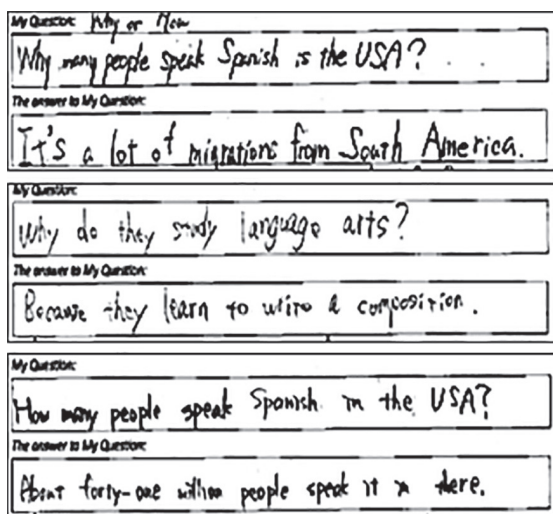 My Question: Why or How
Why many people speak Spanish is the USA?
The answer to My Question:
It's a lot of migrations from South America.
My Question:
Why do they study language arts?
The answer to My Question:
Because they learn to write a composition.
My Question:
How many people speak Spanish in the USA?
The answer to My Question:
About forty-one million people speak it in there.